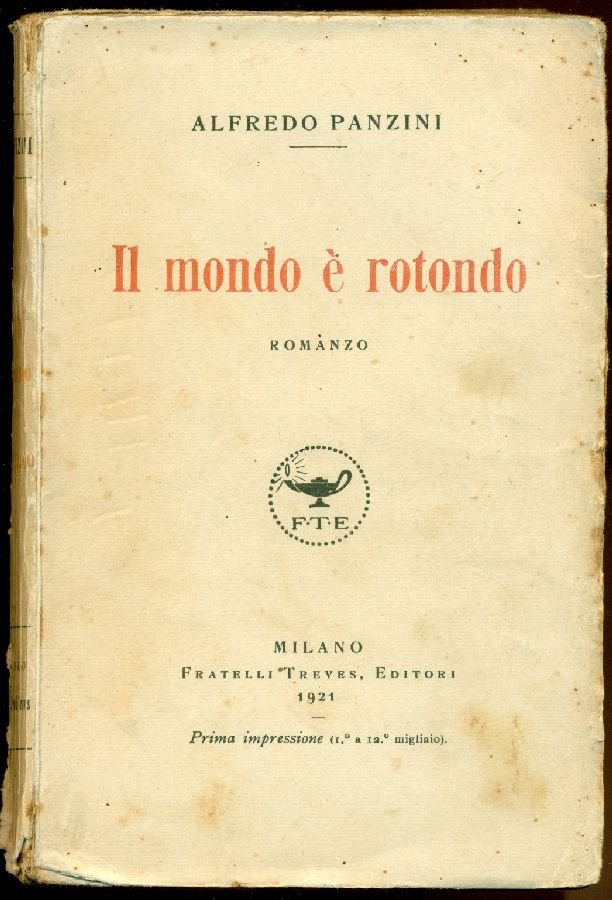 ALFREDO PANZINI
Il mondo è rotondo
ROMANZO
F·T·E
MILANO
FRATELLI TREVES, EDITORI
1921
Prima impressione (1.º a 12.º migliaio).